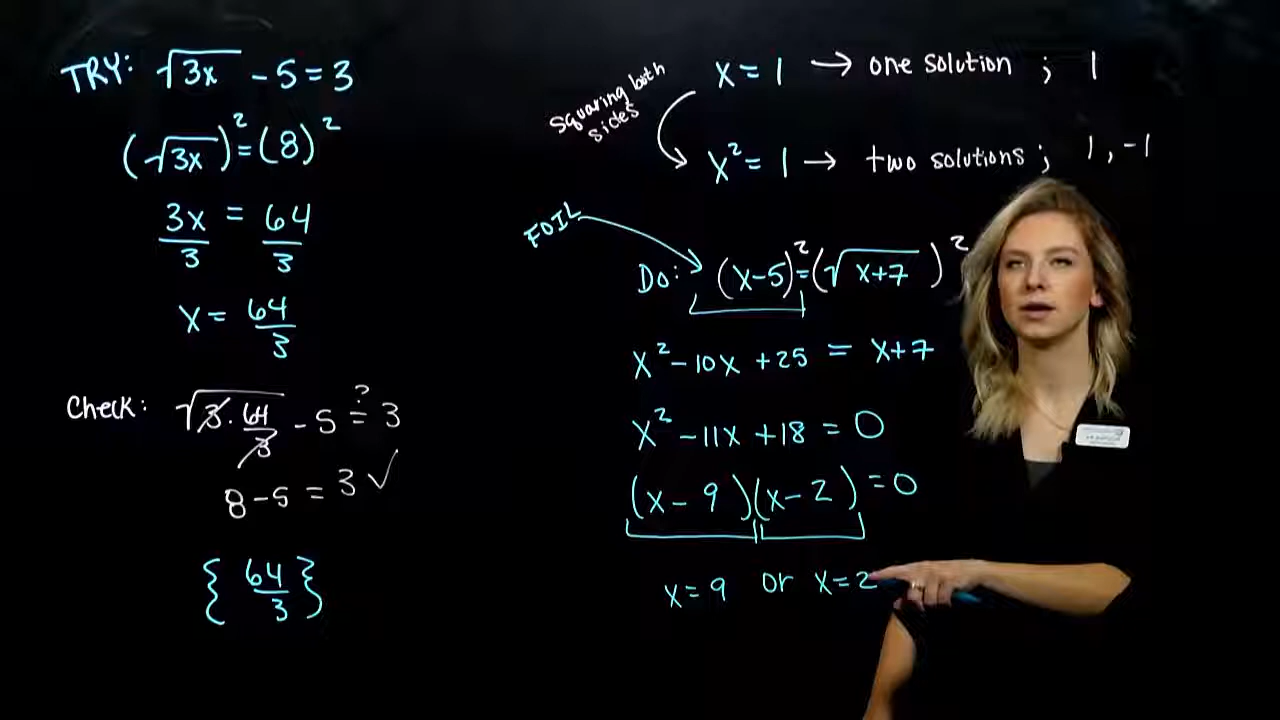 TRY: √3x - 5 = 3
(√3x)² = (8)²
3x/3 = 64/3
x = 64/3
Check: √3·64/3 - 5 ≟ 3
8 - 5 = 3 ✓
{64/3}
x = 1 → one solution ; 1
squaring both
sides
x² = 1 → two solutions ; 1, -1
FOIL
Do: (x-5)² = (√x+7)²
x² - 10x + 25 = x+7
x² - 11x + 18 = 0
(x - 9)(x - 2) = 0
x = 9 or x = 2